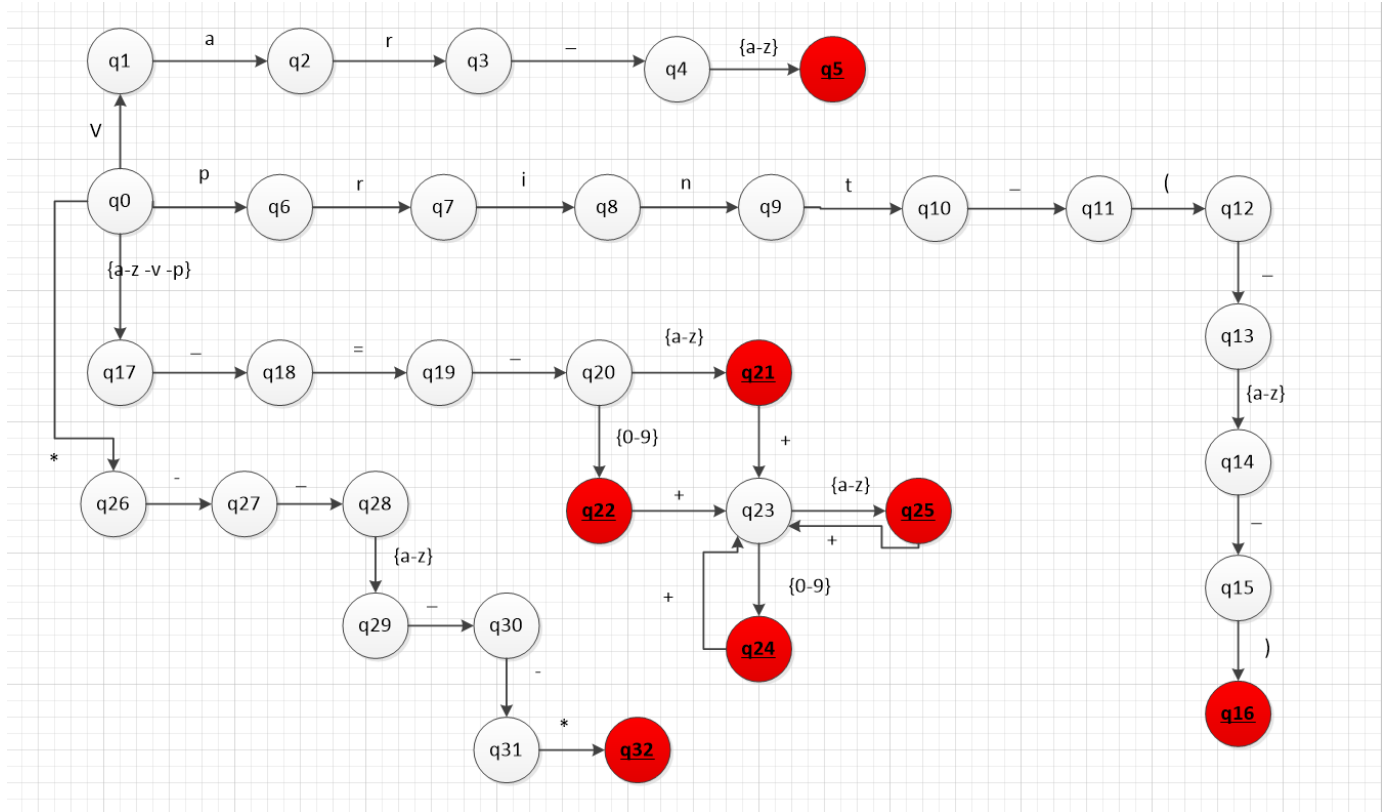 a r _ {a-z}
q1 q2 q3 q4 q5
V
p r i n t _ (
q0 q6 q7 q8 q9 q10 q11 q12
{a-z -v -p} _
q13
_ = _ {a-z}
q17 q18 q19 q20 q21
{a-z}
{0-9} +
*
q14
- _ + {a-z}
q26 q27 q28 q22 q23 q25
_
+
{a-z} {0-9}
q15
_ +
q29 q30 q24
)
-
q16
*
q31 q32